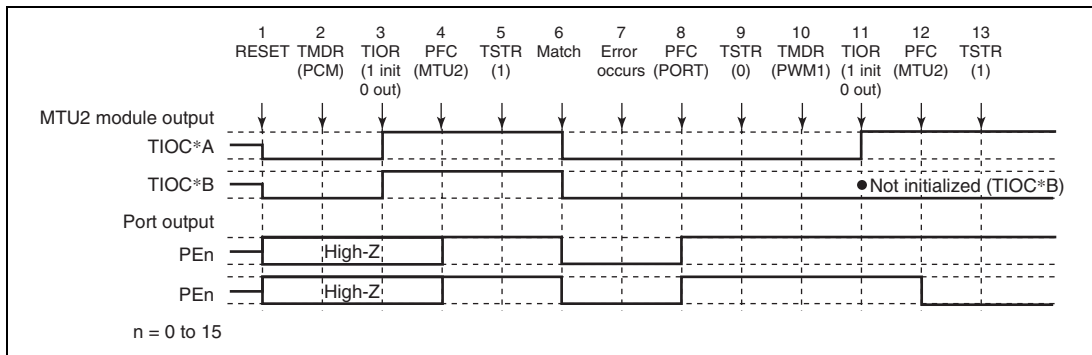 1 2 3 4 5 6 7 8 9 10 11 12 13
RESET TMDR TIOR PFC TSTR Match Error PFC TSTR TMDR TIOR PFC TSTR
(PCM) (1 init (MTU2) (1) occurs (PORT) (0) (PWM1) (1 init (MTU2) (1)
0 out) 0 out)
MTU2 module output
TIOC*A
TIOC*B
● Not initialized (TIOC*B)
Port output
PEn High-Z
PEn High-Z
n = 0 to 15